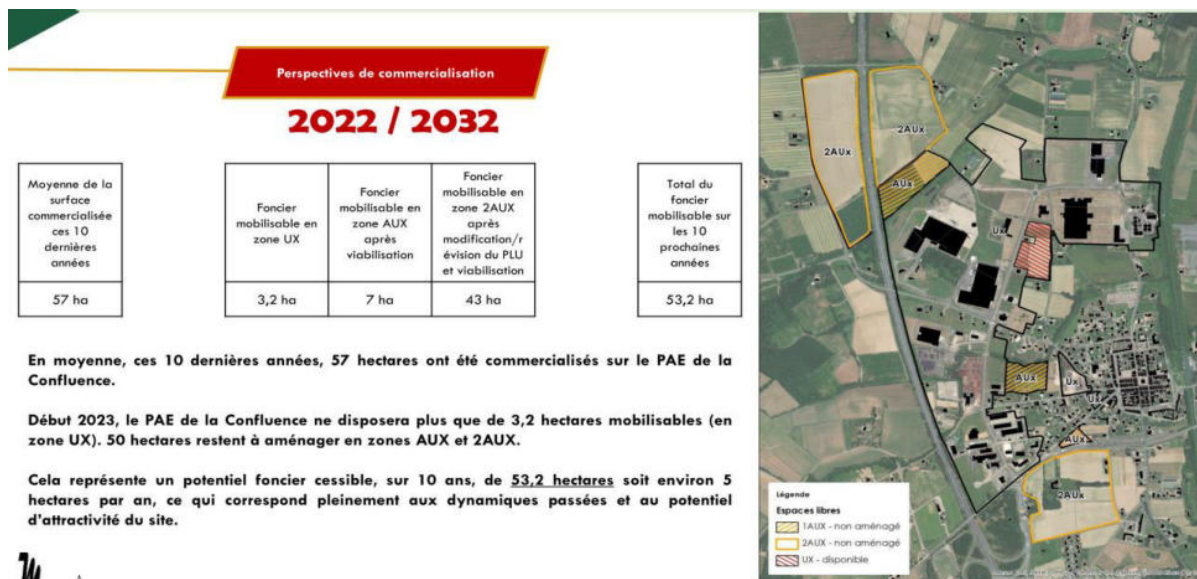 Perspectives de commercialisation
2022 / 2032
Moyenne de la
surface
commercialisée
ces 10
dernières
années
57 ha
Foncier
mobilisable en
zone UX
3,2 ha
Foncier
mobilisable en
zone AUX
après
viabilisation
7 ha
Foncier
mobilisable en
zone 2AUX
après
modification/r
évision du PLU
et viabilisation
43 ha
Total du
foncier
mobilisable sur
les 10
prochaines
années
53,2 ha
En moyenne, ces 10 dernières années, 57 hectares ont été commercialisés sur le PAE de la
Confluence.
Début 2023, le PAE de la Confluence ne disposera plus que de 3,2 hectares mobilisables (en
zone UX). 50 hectares restent à aménager en zones AUX et 2AUX.
Cela représente un potentiel foncier cessible, sur 10 ans, de 53,2 hectares soit environ 5
hectares par an, ce qui correspond pleinement aux dynamiques passées et au potentiel
d'attractivité du site.
2AUx
2AUx
AUx
Ux
AUx
Ux
Ux
AUx
2AUx
Légende
Espaces libres
1AUX - non aménagé
2AUX - non aménagé
UX - disponible